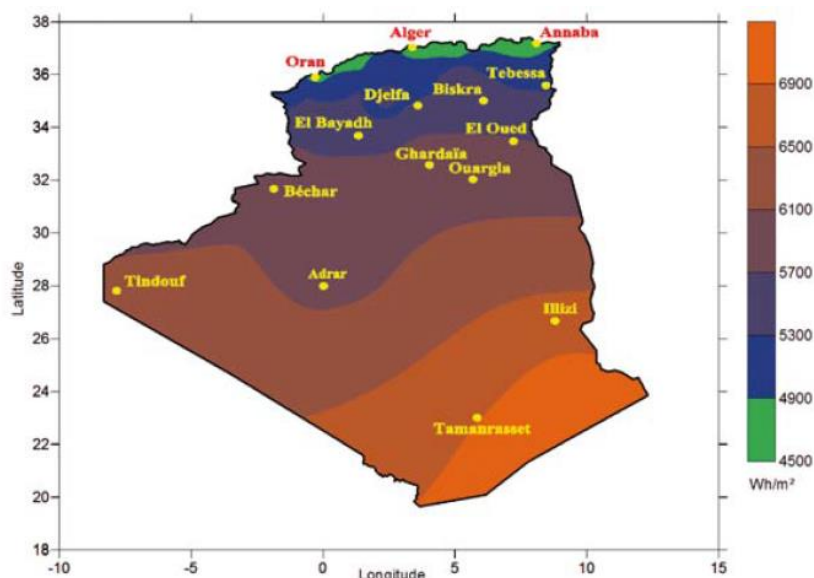 38
36
34
32
30
28
26
24
22
20
18
Latitude
-10
-5
0
5
10
15
Longitude
Alger
Annaba
Oran
Tebessa
Biskra
Djelfa
El Bayadh
El Oued
Ghardaïa
Ouargla
Béchar
Adrar
Tindouf
Illizi
Tamanrasset
6900
6500
6100
5700
5300
4900
4500
Wh/m²